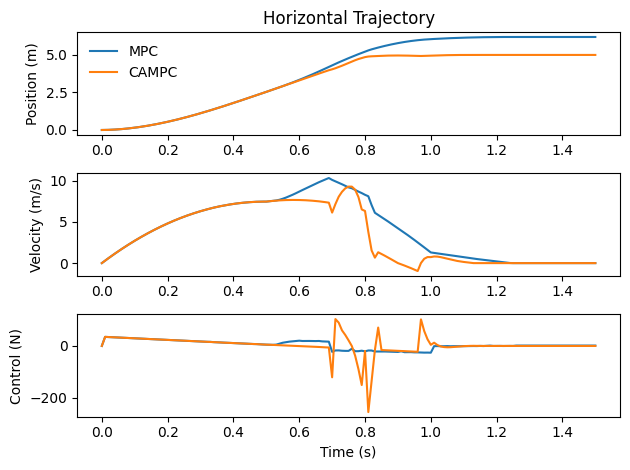 Horizontal Trajectory
Position (m)
5.0
2.5
0.0
MPC
CAMPC
0.0 0.2 0.4 0.6 0.8 1.0 1.2 1.4
Velocity (m/s)
10
5
0
0.0 0.2 0.4 0.6 0.8 1.0 1.2 1.4
Control (N)
0
−200
0.0 0.2 0.4 0.6 0.8 1.0 1.2 1.4
Time (s)